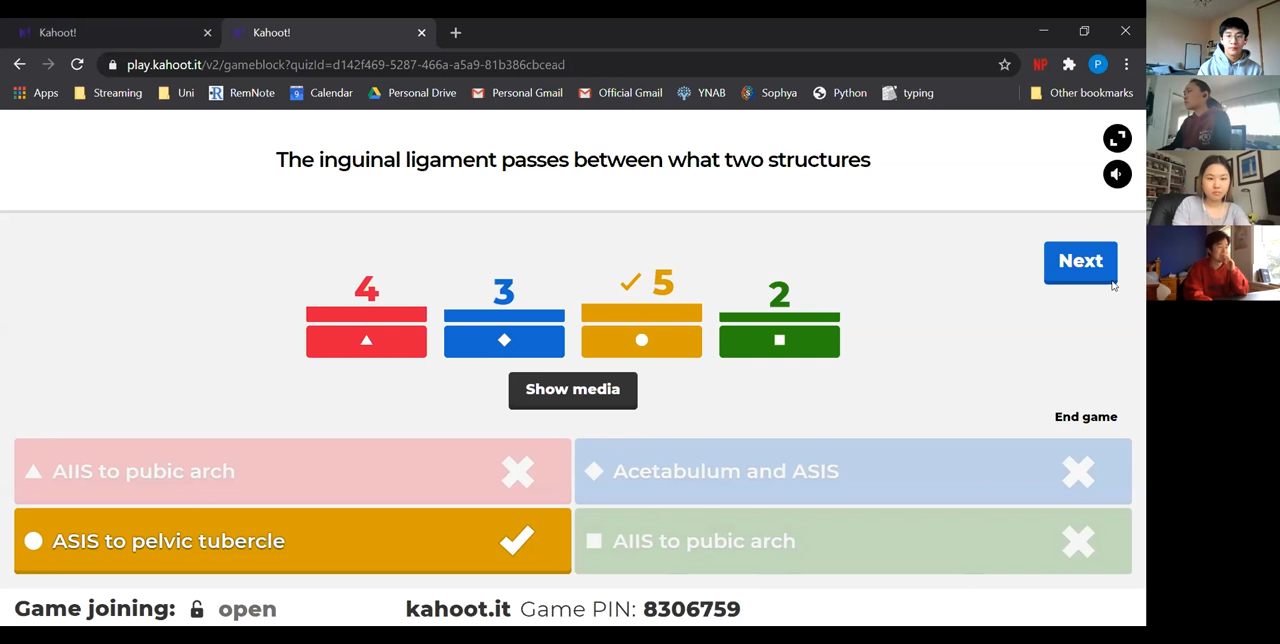 Kahoot!
Kahoot!
play.kahoot.it/v2/gameblock?quizId=d142f469-5287-466a-a5a9-81b386cbcead
NP
P
Apps Streaming Uni RemNote Calendar Personal Drive Personal Gmail Official Gmail YNAB Sophya Python typing Other bookmarks
The inguinal ligament passes between what two structures
Next
4
3
5
2
Show media
End game
AIIS to pubic arch
Acetabulum and ASIS
ASIS to pelvic tubercle
AIIS to pubic arch
Game joining: open kahoot.it Game PIN: 8306759